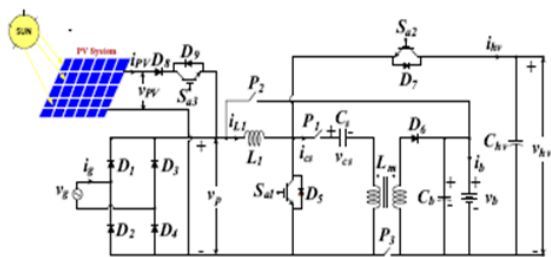 SUN
PV System
iPV D8
D9
Sa3
vPV
Sa2
D7
ihv
P2
iL1
L1
P1
Cs
ics
vcs
Lm
D6
Chv
vhv
ig
vg
D1
D3
D2
D4
vp
Sa1
D5
Cb
ib
vb
P3